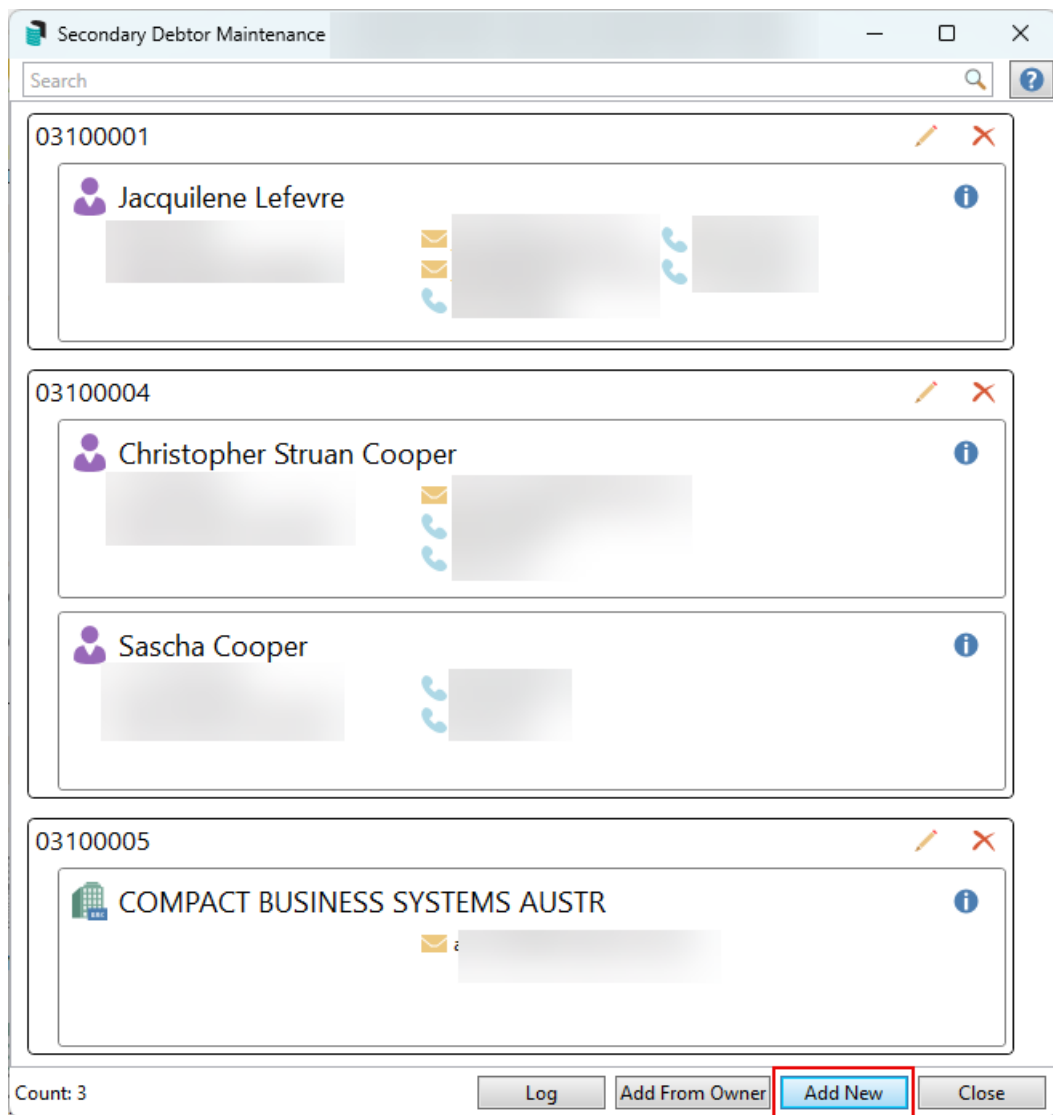 Secondary Debtor Maintenance
Search
03100001
Jacquilene Lefevre
03100004
Christopher Struan Cooper
Sascha Cooper
03100005
COMPACT BUSINESS SYSTEMS AUSTR
Count: 3 Log Add From Owner Add New Close